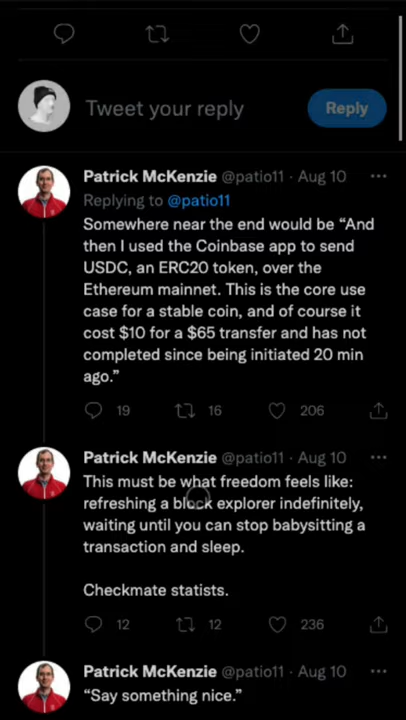 Tweet your reply
Reply
Patrick McKenzie @patio11 · Aug 10
Replying to @patio11
Somewhere near the end would be “And
then I used the Coinbase app to send
USDC, an ERC20 token, over the
Ethereum mainnet. This is the core use
case for a stable coin, and of course it
cost $10 for a $65 transfer and has not
completed since being initiated 20 min
ago.”
19 16 206
Patrick McKenzie @patio11 · Aug 10
This must be what freedom feels like:
refreshing a block explorer indefinitely,
waiting until you can stop babysitting a
transaction and sleep.
Checkmate statists.
12 12 236
Patrick McKenzie @patio11 · Aug 10
“Say something nice.”